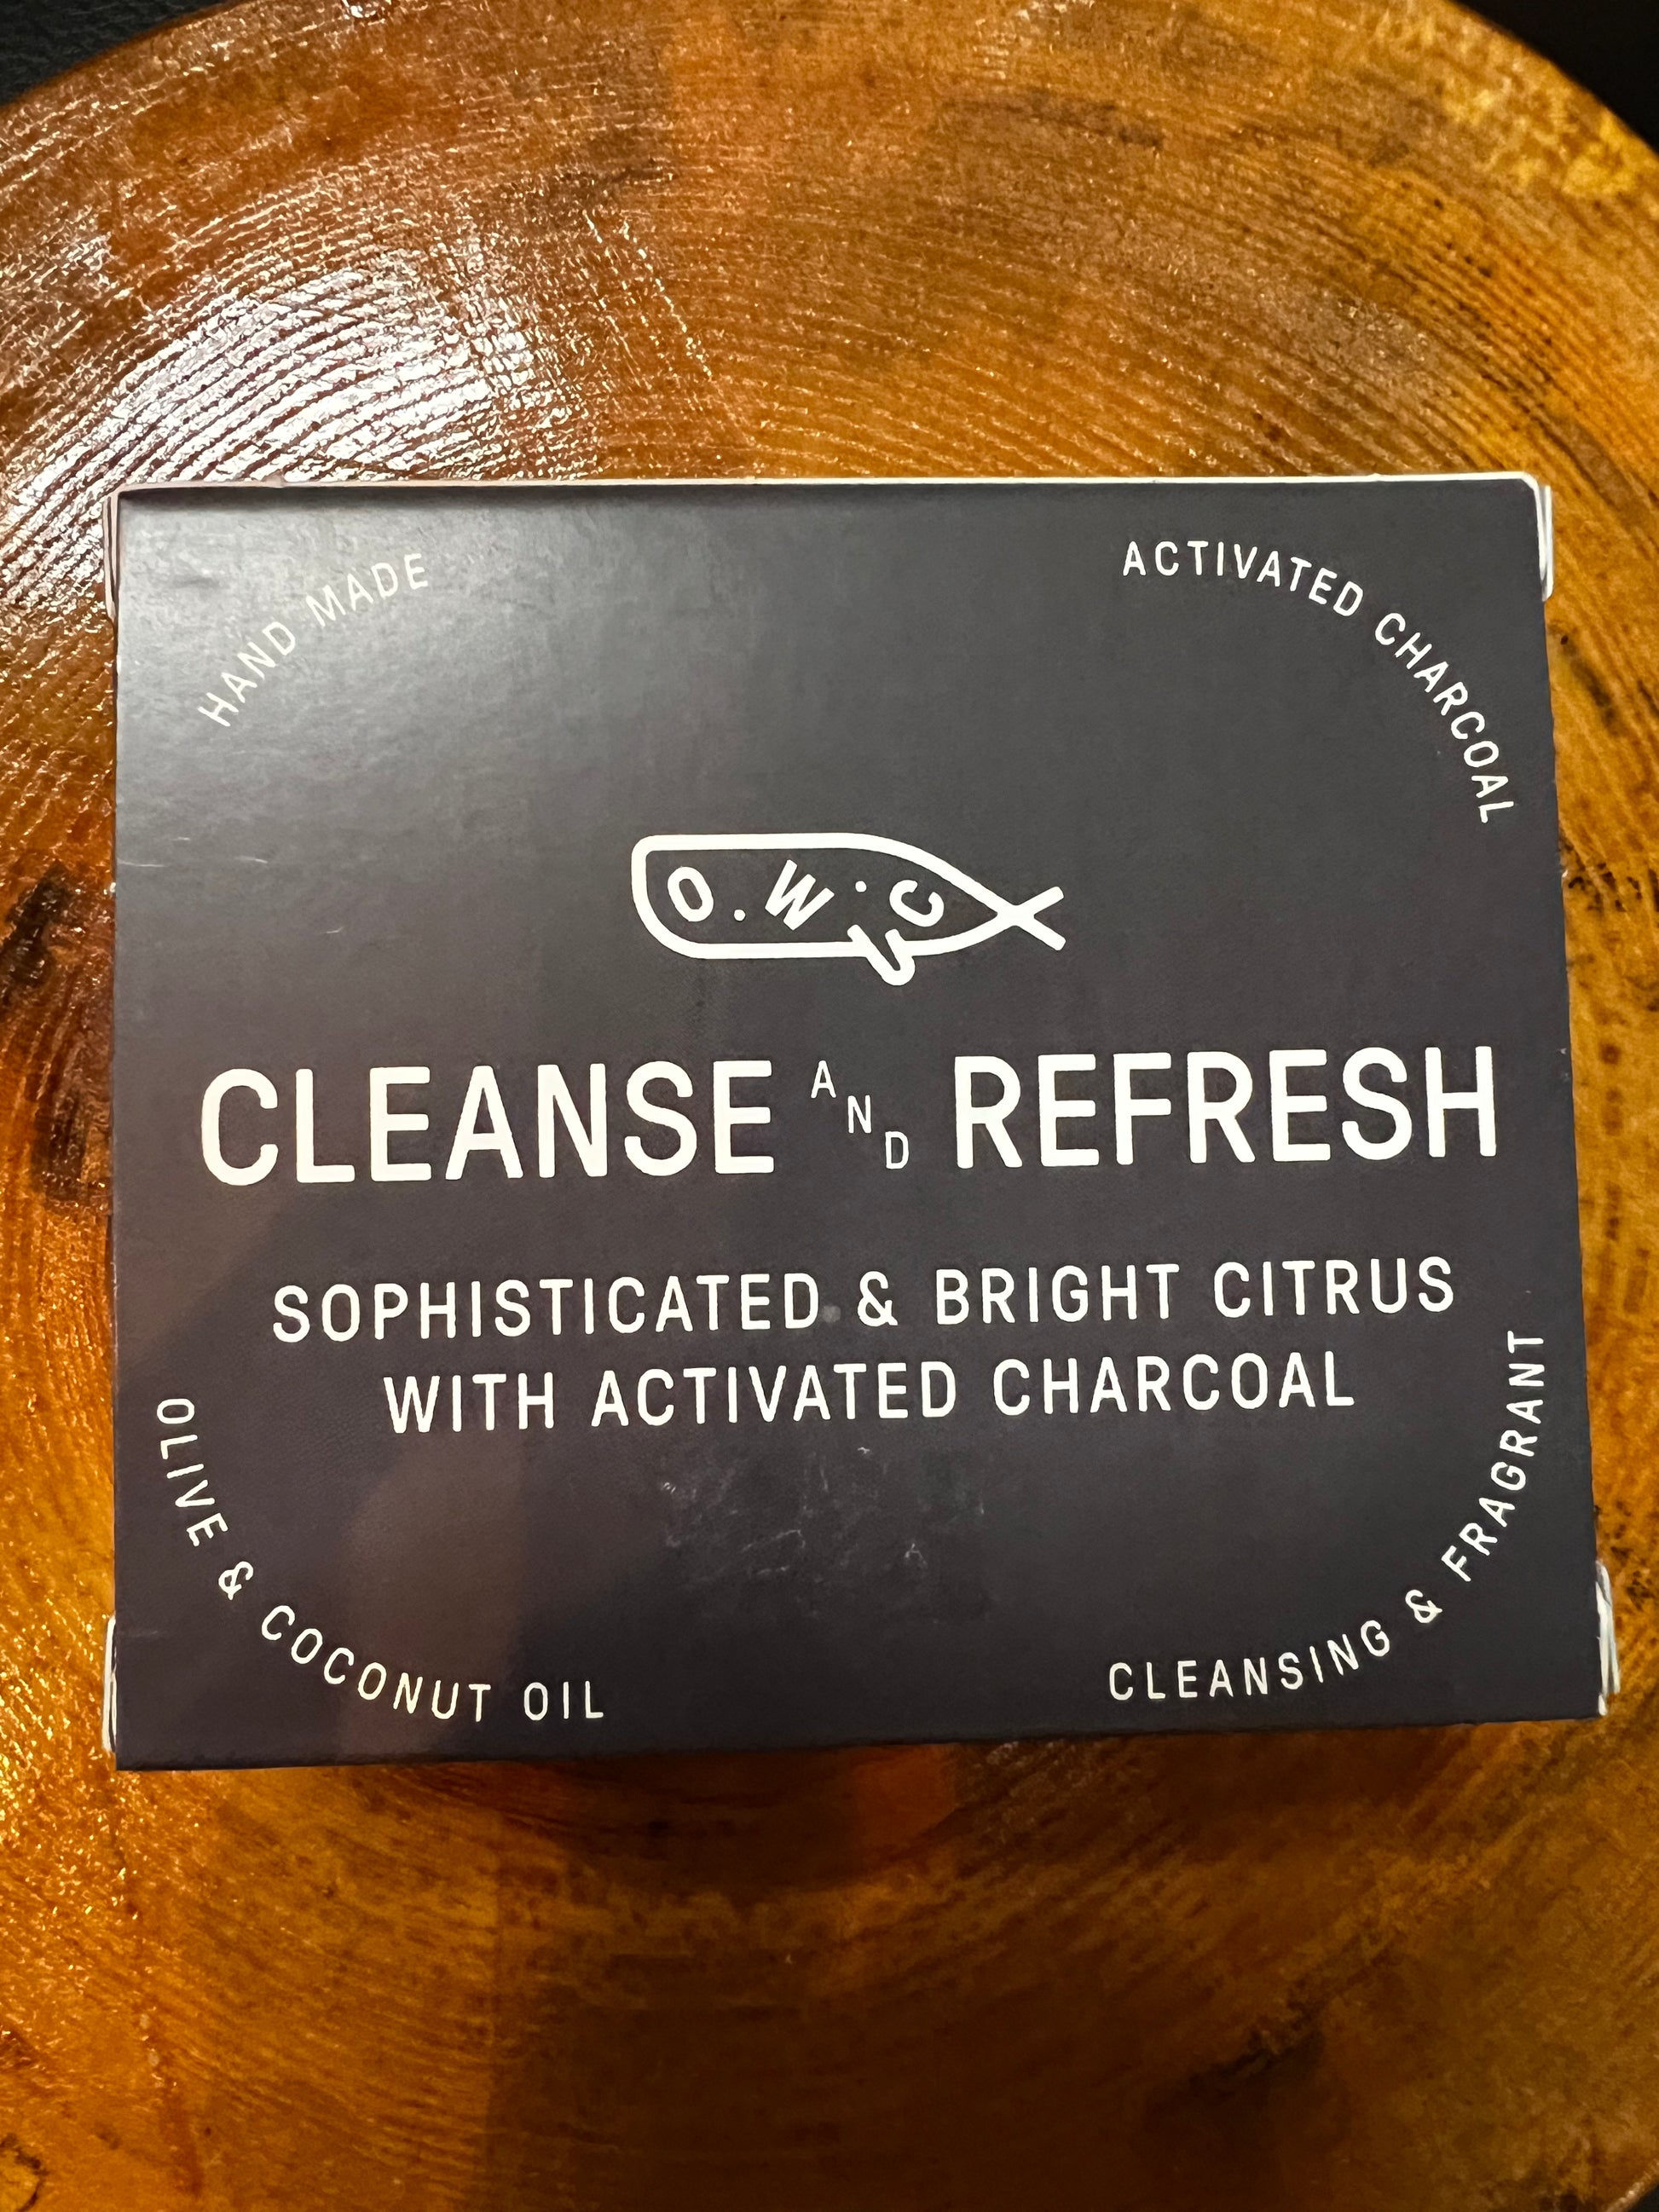 HAND MADE
ACTIVATED CHARCOAL
O.W.C
CLEANSE AND REFRESH
SOPHISTICATED & BRIGHT CITRUS
WITH ACTIVATED CHARCOAL
OLIVE & COCONUT OIL
CLEANSING & FRAGRANT